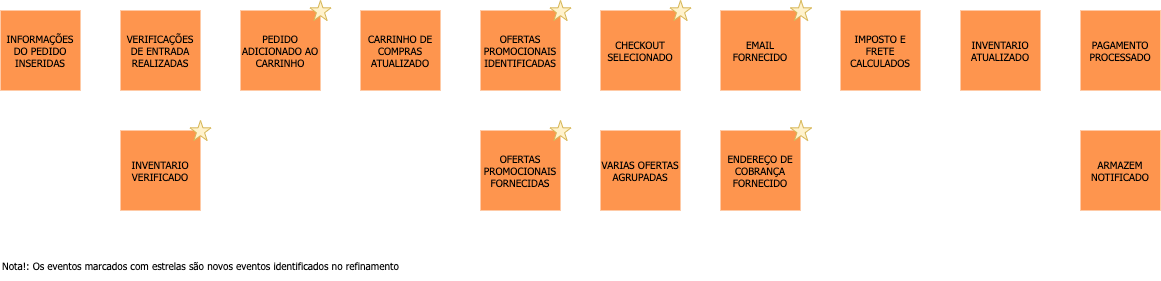 INFORMAÇÕES
DO PEDIDO
INSERIDAS
VERIFICAÇÕES
DE ENTRADA
REALIZADAS
PEDIDO
ADICIONADO AO
CARRINHO
CARRINHO DE
COMPRAS
ATUALIZADO
OFERTAS
PROMOCIONAIS
IDENTIFICADAS
CHECKOUT
SELECIONADO
EMAIL
FORNECIDO
IMPOSTO E
FRETE
CALCULADOS
INVENTARIO
ATUALIZADO
PAGAMENTO
PROCESSADO
INVENTARIO
VERIFICADO
OFERTAS
PROMOCIONAIS
FORNECIDAS
VARIAS OFERTAS
AGRUPADAS
ENDEREÇO DE
COBRANÇA
FORNECIDO
ARMAZEM
NOTIFICADO
Nota!: Os eventos marcados com estrelas são novos eventos identificados no refinamento